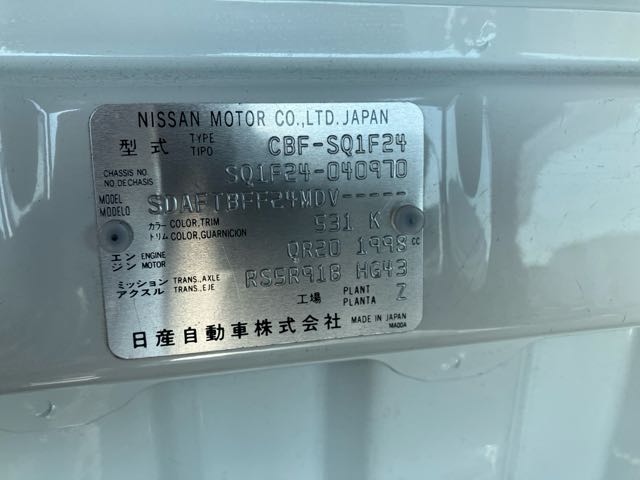 NISSAN MOTOR CO.,LTD. JAPAN
型式 TYPE TIPO CBF-SQ1F24
CHASSIS NO. NO.DECHASIS SQ1F24-040970
MODEL MODELO SDAFTBFF24MDV-----
カラー COLOR,TRIM トリム COLOR,GUARNICION 531 K
エンジン ENGINE MOTOR QR20 1998 CC
ミッション TRANS.,AXLE アクスル TRANS.,EJE RS5R91B HG43
工場 PLANT PLANTA Z
日産自動車株式会社 MADE IN JAPAN
MA00A